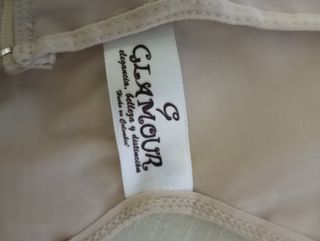 G
GLAMOUR
elegancia, belleza y distinción
Hecho en Colombia